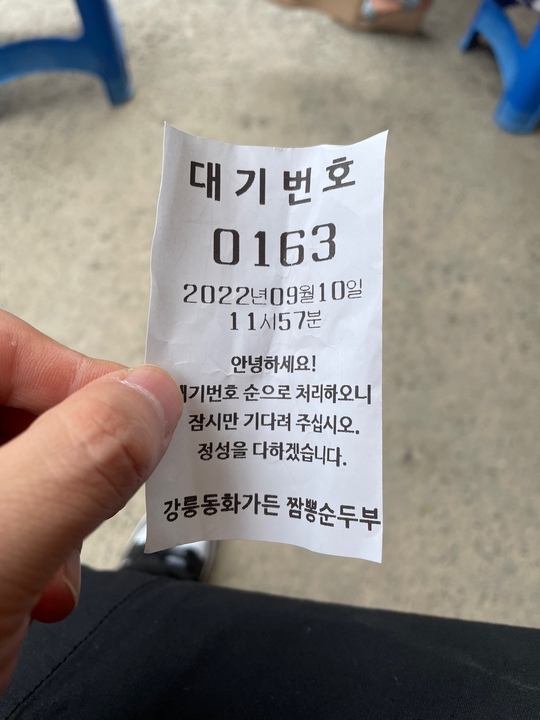 대기번호
0163
2022년09월10일
11시57분
안녕하세요!
순으로 처리하오니
잠시만 기다려 주십시오.
정성을 다하겠습니다.
강릉동화가든 짬뽕순두부